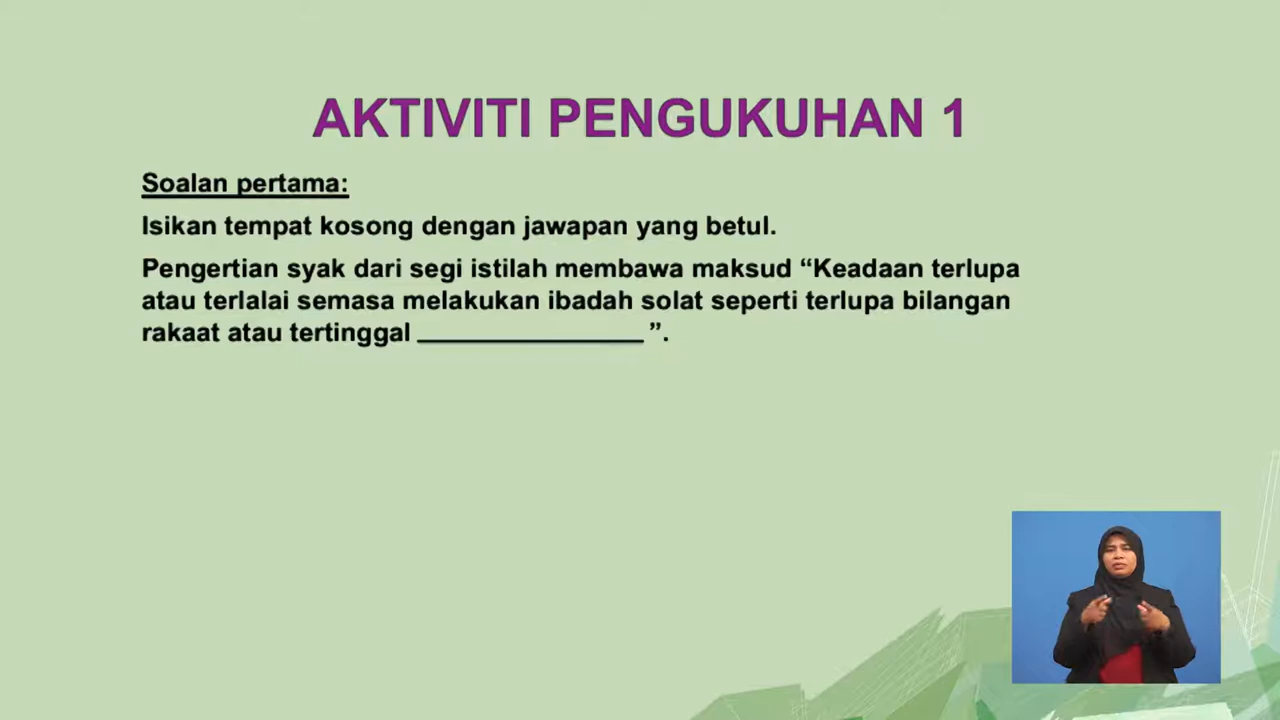 AKTIVITI PENGUKUHAN 1
Soalan pertama:
Isikan tempat kosong dengan jawapan yang betul.
Pengertian syak dari segi istilah membawa maksud “Keadaan terlupa
atau terlalai semasa melakukan ibadah solat seperti terlupa bilangan
rakaat atau tertinggal ________________ ”.